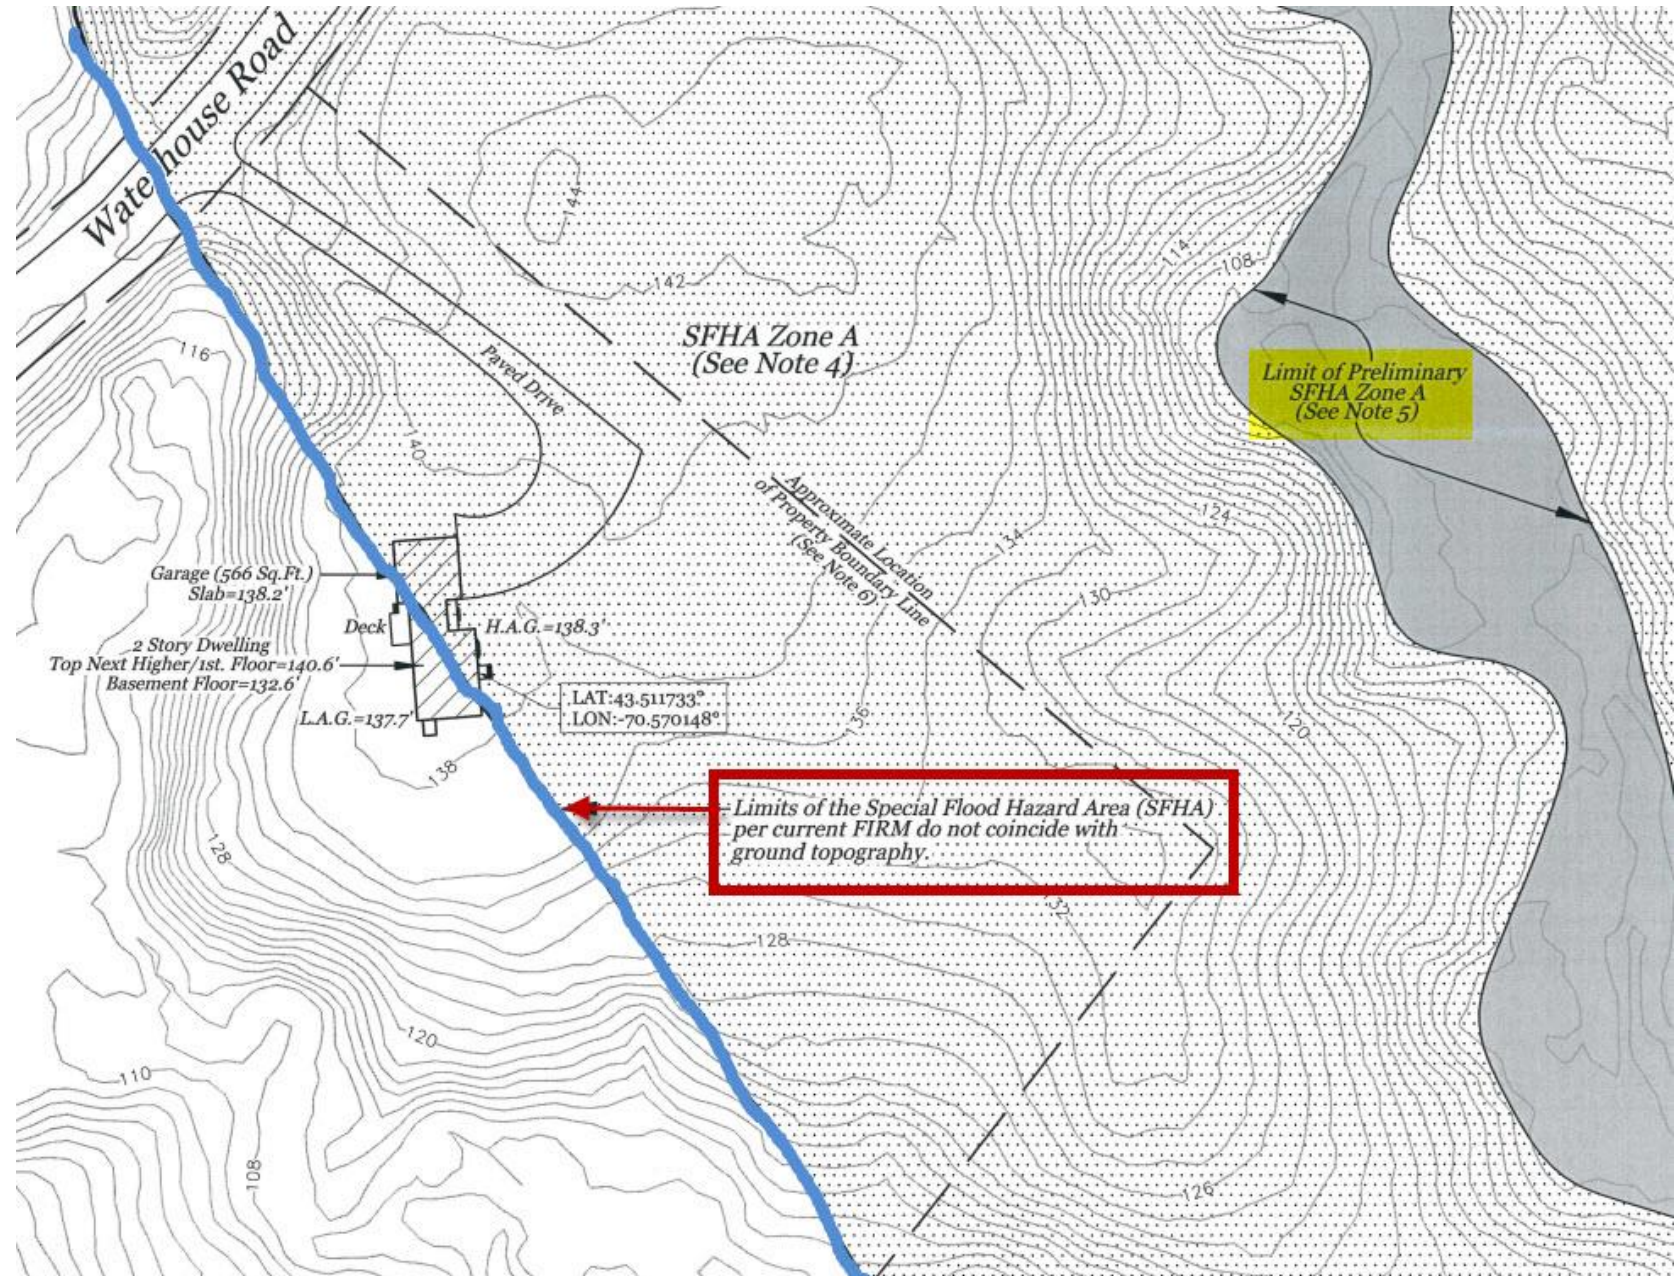 Waterhouse Road
144
142
SFHA Zone A
(See Note 4)
114
108
Limit of Preliminary
SFHA Zone A
(See Note 5)
116
Paved Drive
140
Approximate Location
of Property Boundary Line
(See Note 6)
124
134
130
Garage (566 Sq.Ft.)
Slab=138.2'
Deck
H.A.G.=138.3'
2 Story Dwelling
Top Next Higher/1st. Floor=140.6'
Basement Floor=132.6'
LAT:43.511733°
LON:-70.570148°
L.A.G.=137.7'
136
120
138
Limits of the Special Flood Hazard Area (SFHA)
per current FIRM do not coincide with
ground topography.
128
132
128
120
110
108
126